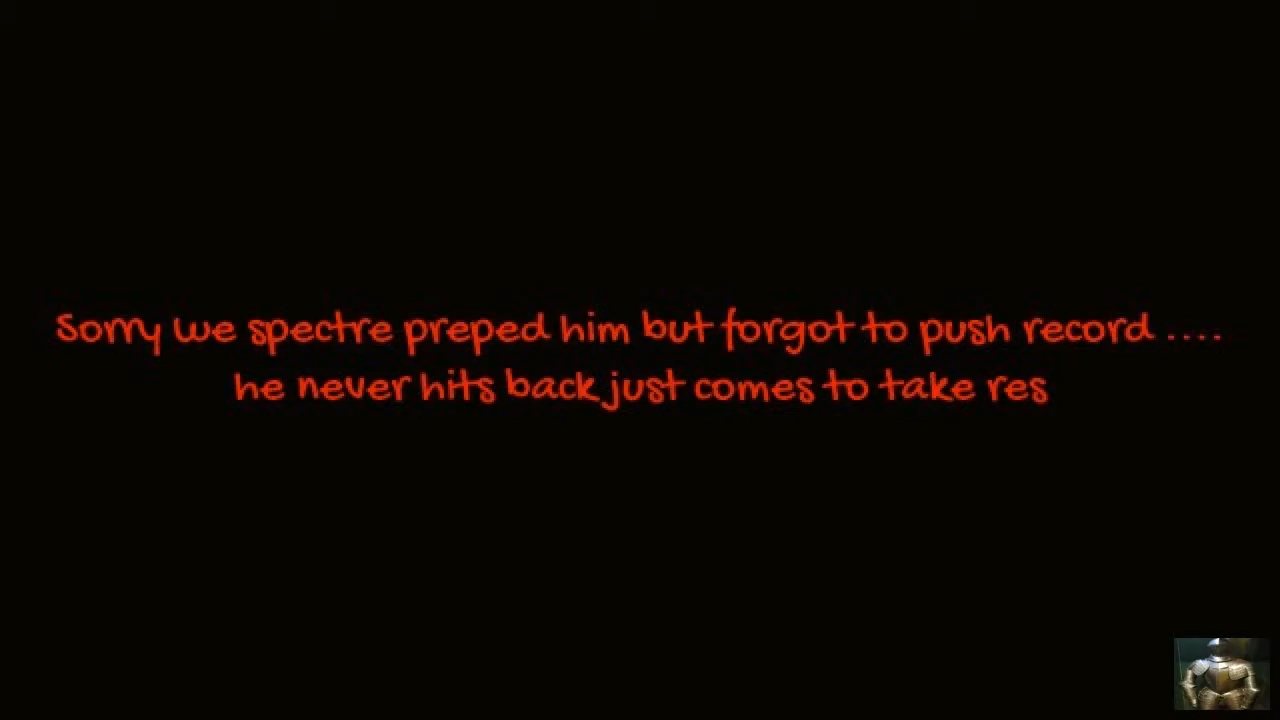 Sorry we spectre preped him but forgot to push record ....
he never hits back just comes to take res